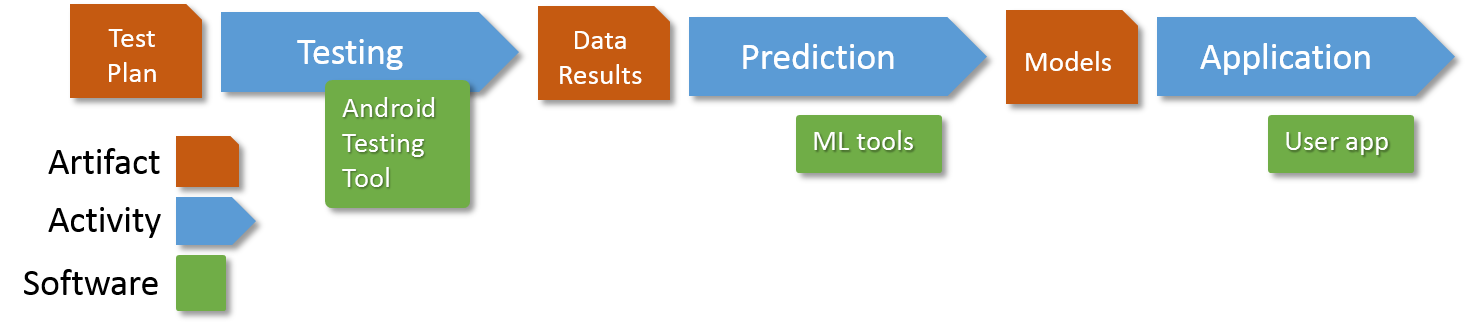 Test
Plan
Testing
Android
Testing
Tool
Data
Results
Prediction
ML tools
Models
Application
User app
Artifact
Activity
Software